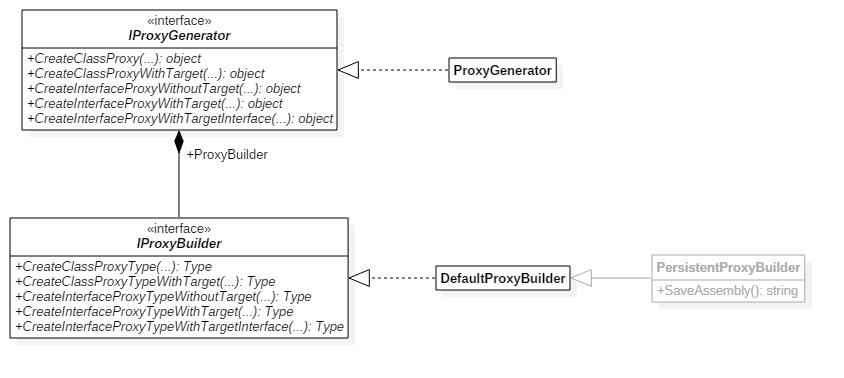 «interface»
IProxyGenerator
+CreateClassProxy(...): object
+CreateClassProxyWithTarget(...): object
+CreateInterfaceProxyWithoutTarget(...): object
+CreateInterfaceProxyWithTarget(...): object
+CreateInterfaceProxyWithTargetInterface(...): object
ProxyGenerator
+ProxyBuilder
«interface»
IProxyBuilder
+CreateClassProxyType(...): Type
+CreateClassProxyTypeWithTarget(...): Type
+CreateInterfaceProxyTypeWithoutTarget(...): Type
+CreateInterfaceProxyTypeWithTarget(...): Type
+CreateInterfaceProxyTypeWithTargetInterface(...): Type
DefaultProxyBuilder
PersistentProxyBuilder
+SaveAssembly(): string